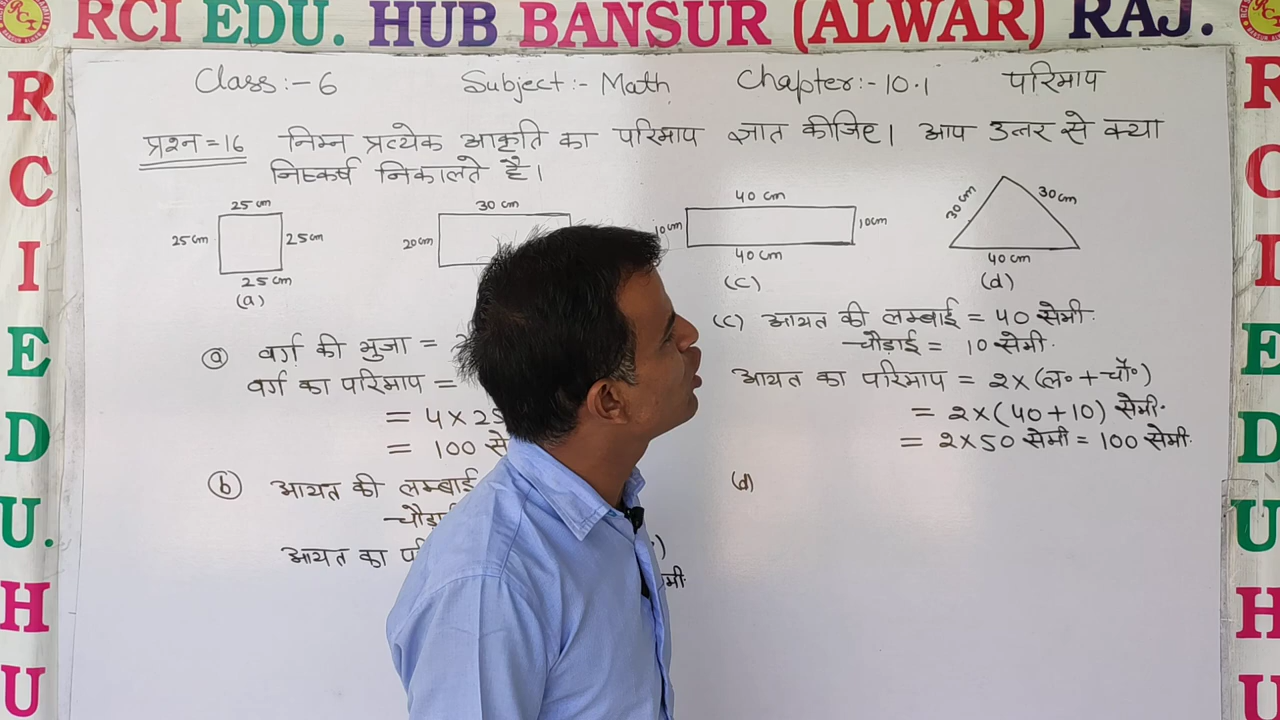 RCI EDU. HUB BANSUR (ALWAR) RAJ.
Class:- 6 Subject:- Math Chapter:- 10.1 परिमाप
प्रश्न = 16 निम्न प्रत्येक आकृति का परिमाप ज्ञात कीजिए। आप उत्तर से क्या
निष्कर्ष निकालते है।
25 cm
25 cm
25 cm
25 cm
(a)
30 cm
20 cm
40 cm
10 cm
10 cm
40 cm
(c)
30 cm
30 cm
40 cm
(d)
(a) वर्ग की भुजा =
वर्ग का परिमाप =
= 4 × 25
= 100
(b) आयत की लम्बाई
आयत का
सेमी.
(c) आयत की लम्बाई = 40 सेमी.
चौड़ाई = 10 सेमी.
आयत का परिमाप = 2 × (ल॰ + चौ॰)
= 2 × (40 + 10) सेमी.
= 2 × 50 सेमी = 100 सेमी.
(d)
R
C
I
E
D
U.
H
U
R
C
I
E
D
U
H
U